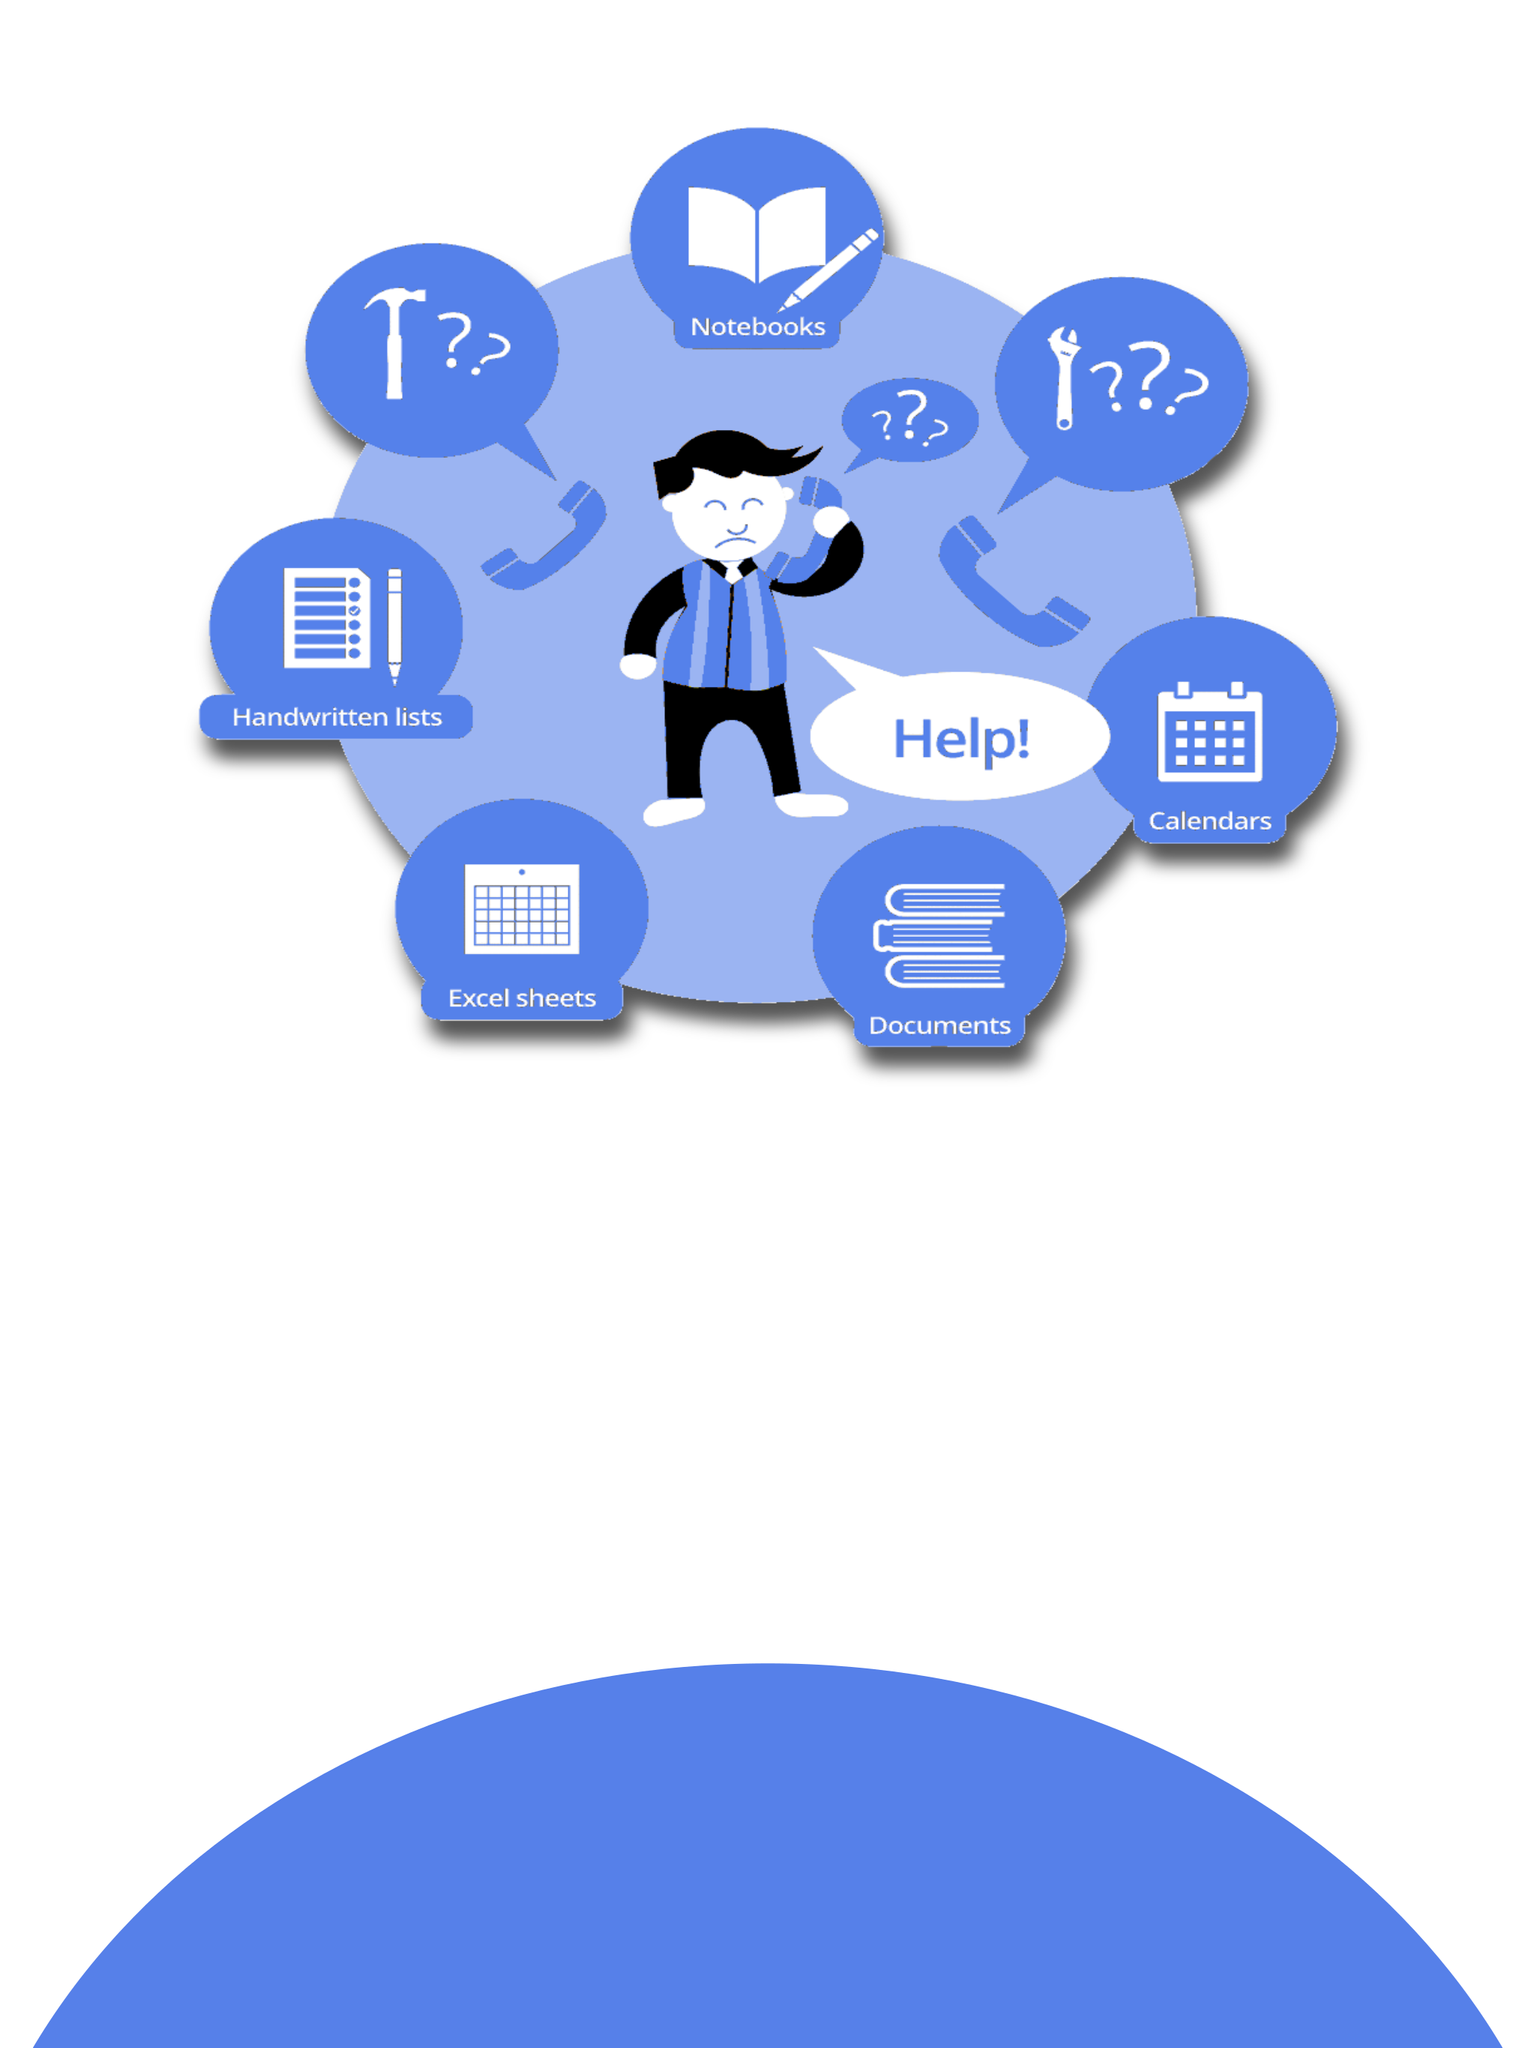 Notebooks
??
???
???
Handwritten lists
Help!
Calendars
Excel sheets
Documents